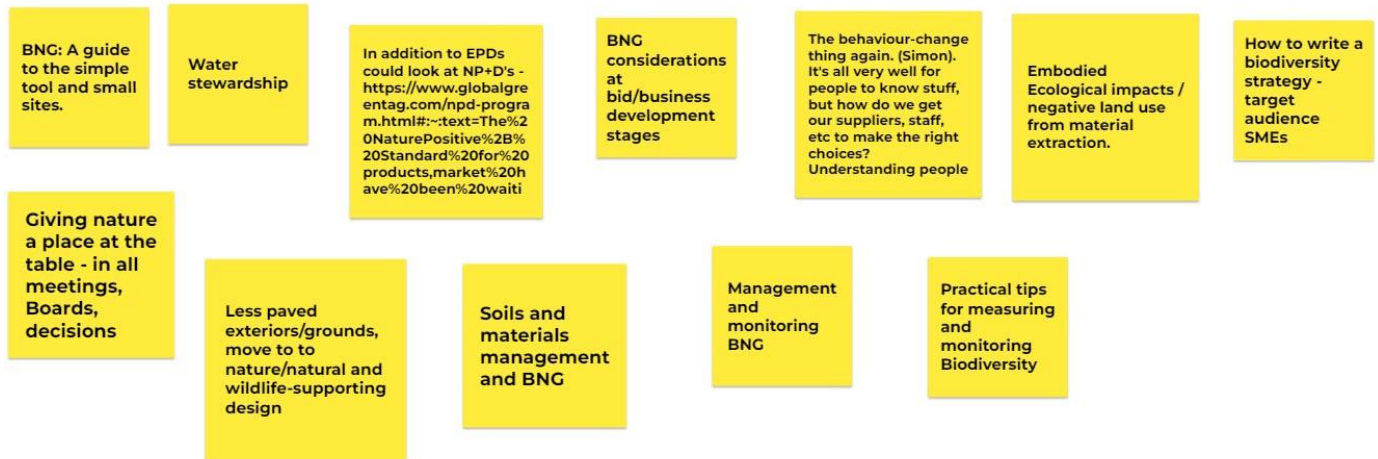 BNG: A guide
to the simple
tool and small
sites.
Water
stewardship
In addition to EPDs
could look at NP+D's -
https://www.globalgre
entag.com/npd-progra
m.html#:~:text=The%2
0NaturePositive%2B%
20Standard%20for%20
products,market%20h
ave%20been%20waiti
BNG
considerations
at
bid/business
development
stages
The behaviour-change
thing again. (Simon).
It's all very well for
people to know stuff,
but how do we get
our suppliers, staff,
etc to make the right
choices?
Understanding people
Embodied
Ecological impacts /
negative land use
from material
extraction.
How to write a
biodiversity
strategy -
target
audience
SMEs
Giving nature
a place at the
table - in all
meetings,
Boards,
decisions
Less paved
exteriors/grounds,
move to to
nature/natural and
wildlife-supporting
design
Soils and
materials
management
and BNG
Management
and
monitoring
BNG
Practical tips
for measuring
and
monitoring
Biodiversity